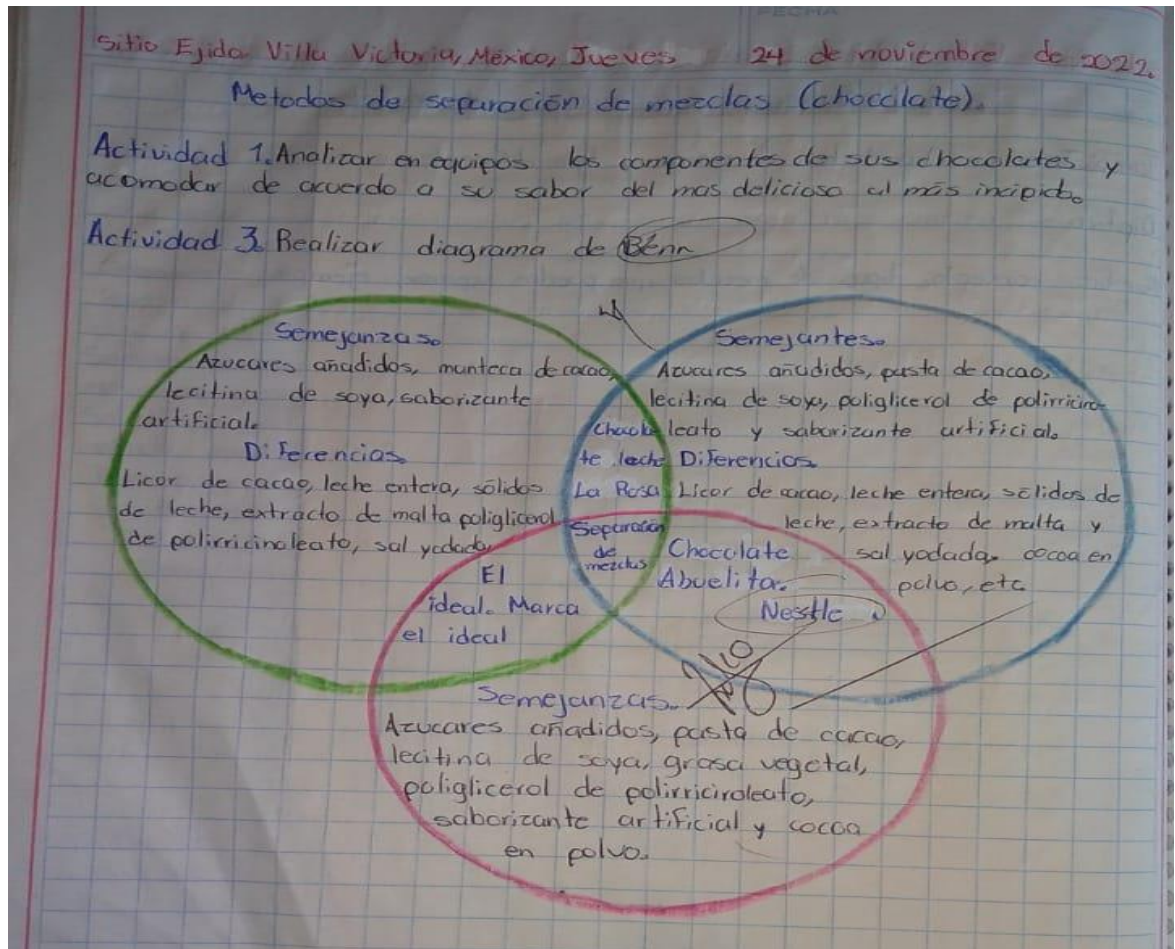 FECHA
Sitio Ejido Villa Victoria, México, Jueves 24 de noviembre de 2022.
Metodos de separación de mezclas (chocolate).
Actividad 1. Analizar en equipos los componentes de sus chocolates y
acomodar de acuerdo a su sabor del mas delicioso al más incipido.
Actividad 3. Realizar diagrama de Bénn
Semejanzas.
Azucares añadidos, manteca de cacao,
lecitina de soya, saborizante
artificial.
Diferencias
Licor de cacao, leche entera, sólidos
de leche, extracto de malta poliglicerol
de polirricinoleato, sal yodada
Semejantes.
Azucares añadidos, pasta de cacao,
lecitina de soya, poliglicerol de polirricino-
leato y saborizante artificial.
Diferencias
Licor de cacao, leche entera, sólidos de
leche, extracto de malta y
sal yodada, cocoa en
polvo, etc
Chocola
te leche
La Rosa
Separación
de
mezclas
Chocolate
Abuelita.
Nestle
El
ideal. Marca
el ideal
Semejanzas.
Azucares añadidos, pasta de cacao,
lecitina de soya, grasa vegetal,
poliglicerol de polirriciroleato,
saborizante artificial y cocoa
en polvo.